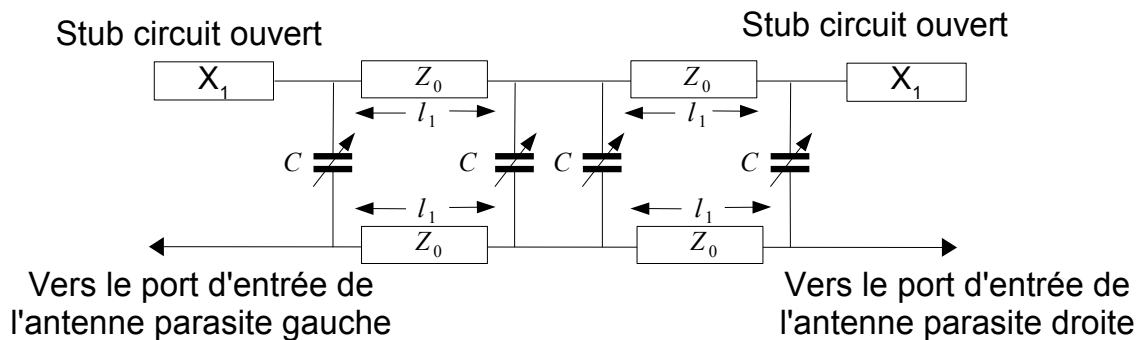 Stub circuit ouvert
Stub circuit ouvert
X1
Z0
Z0
X1
l1
l1
C
C
C
C
l1
l1
Z0
Z0
Vers le port d'entrée de
l'antenne parasite gauche
Vers le port d'entrée de
l'antenne parasite droite